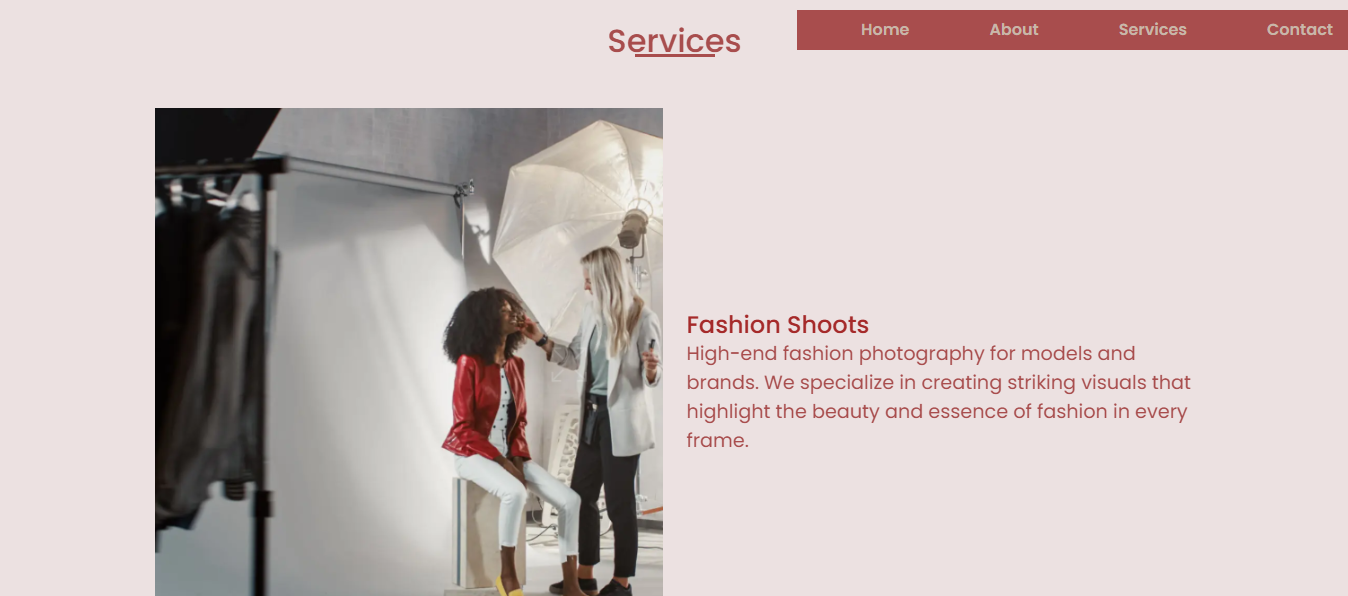 Services
Home About Services Contact
Fashion Shoots
High-end fashion photography for models and
brands. We specialize in creating striking visuals that
highlight the beauty and essence of fashion in every
frame.